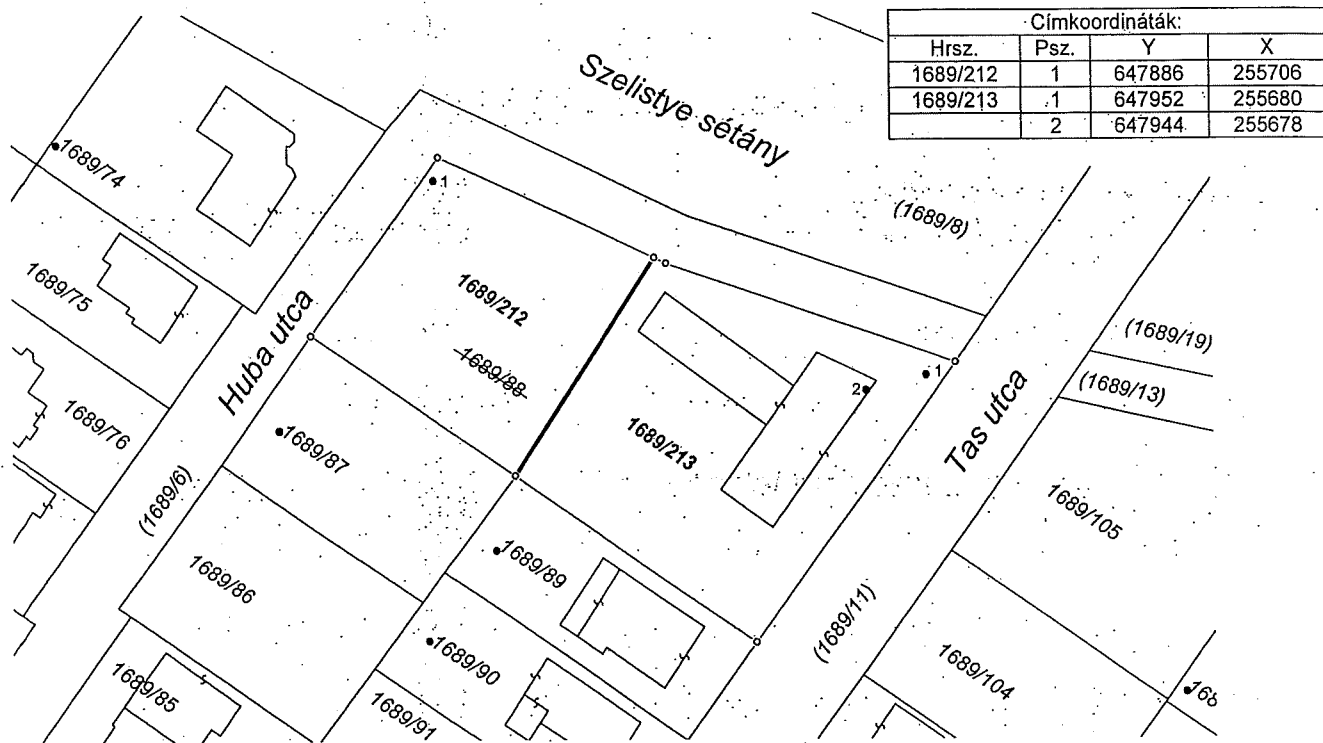 Címkoordináták:
Hrsz. Psz. Y X
1689/212 1 647886 255706
1689/213 1 647952 255680
2 647944 255678
Szelistye sétány
1689/74
1
(1689/8)
1689/75
1689/212
Huba utca
1689/88
(1689/19)
(1689/13)
2
1
1689/76
1689/87
1689/213
Tas utca
(1689/6)
1689/105
1689/86
1689/89
(1689/11)
1689/90
1689/104
1689/85
1689/91